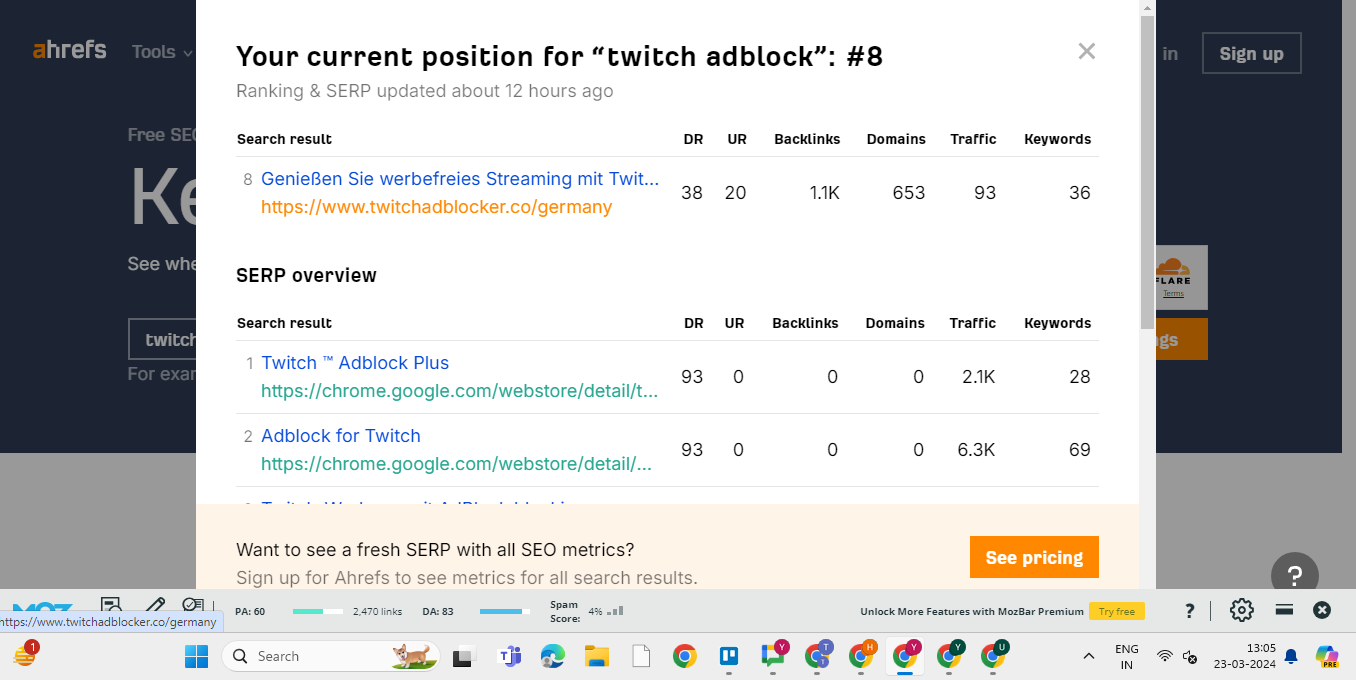 ahrefs Tools in Sign up
Your current position for “twitch adblock”: #8
Ranking & SERP updated about 12 hours ago
Free SEO
Search result DR UR Backlinks Domains Traffic Keywords
8 Genießen Sie werbefreies Streaming mit Twit... 38 20 1.1K 653 93 36
https://www.twitchadblocker.co/germany
Ke
See whe
SERP overview
FLARE
Terms
Search result DR UR Backlinks Domains Traffic Keywords
twitch
gs
For exar
1 Twitch ™ Adblock Plus 93 0 0 0 2.1K 28
https://chrome.google.com/webstore/detail/t...
2 Adblock for Twitch 93 0 0 0 6.3K 69
https://chrome.google.com/webstore/detail/...
Want to see a fresh SERP with all SEO metrics?
See pricing
Sign up for Ahrefs to see metrics for all search results.
?
MOZ PA: 60 2,470 links DA: 83 Spam Score: 4% Unlock More Features with MozBar Premium Try free ?
https://www.twitchadblocker.co/germany
1 Search Y T T H Y Y U ENG IN 13:05 23-03-2024 PRE